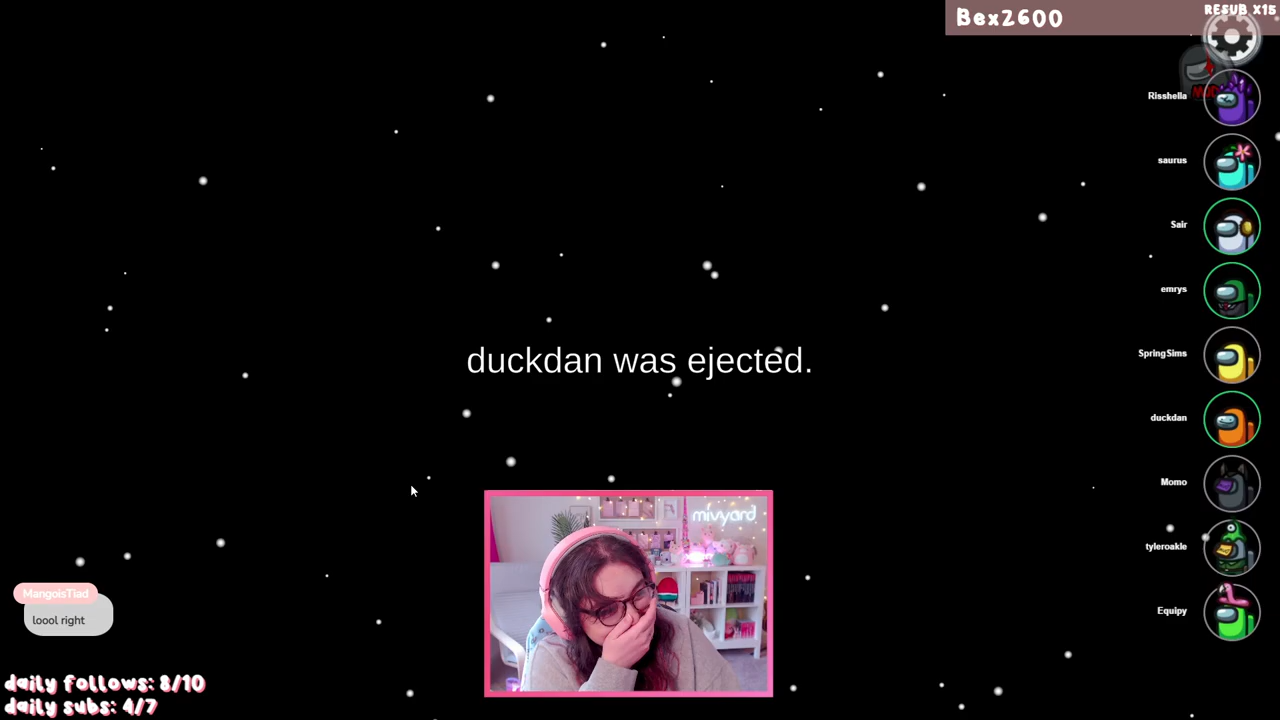 Bex2600
RESUB X15
MOD
Risshella
saurus
Sair
emrys
SpringSims
duckdan
duckdan was ejected.
Momo
tyleroakle
Equipy
mivyard
MangoisTiad
loool right
daily follows: 8/10
daily subs: 4/7